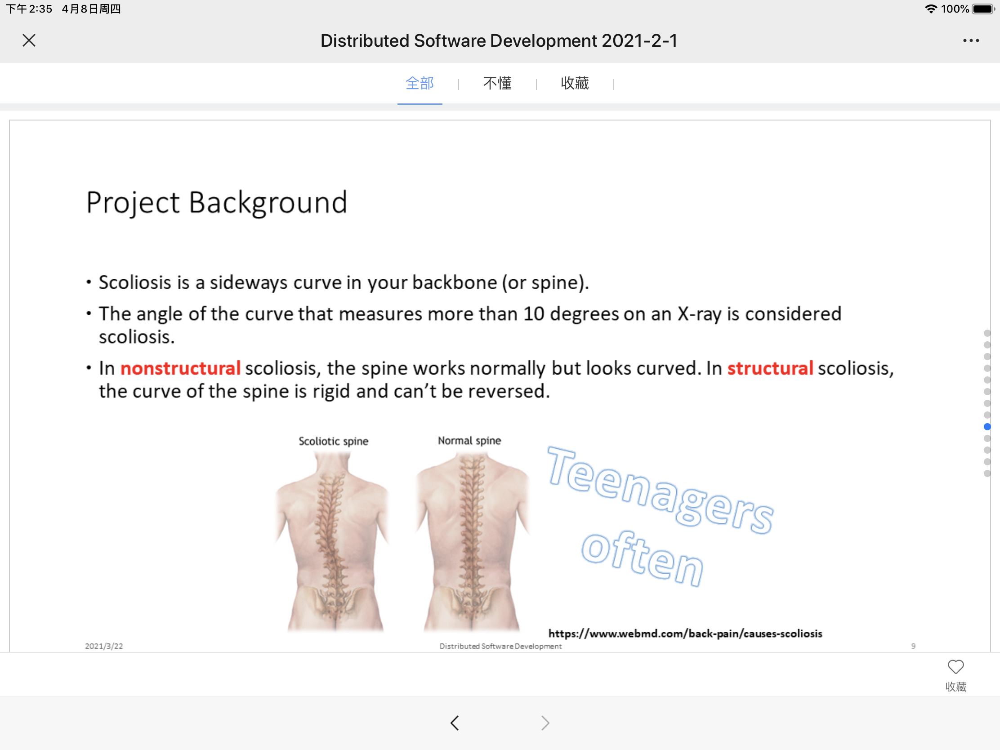 下午2:35 4月8日周四
100%
Distributed Software Development 2021-2-1
全部 | 不懂 | 收藏 |
Project Background
• Scoliosis is a sideways curve in your backbone (or spine).
• The angle of the curve that measures more than 10 degrees on an X-ray is considered
scoliosis.
• In nonstructural scoliosis, the spine works normally but looks curved. In structural scoliosis,
the curve of the spine is rigid and can’t be reversed.
Scoliotic spine
Normal spine
Teenagers
often
https://www.webmd.com/back-pain/causes-scoliosis
2021/3/22
Distributed Software Development
9
收藏